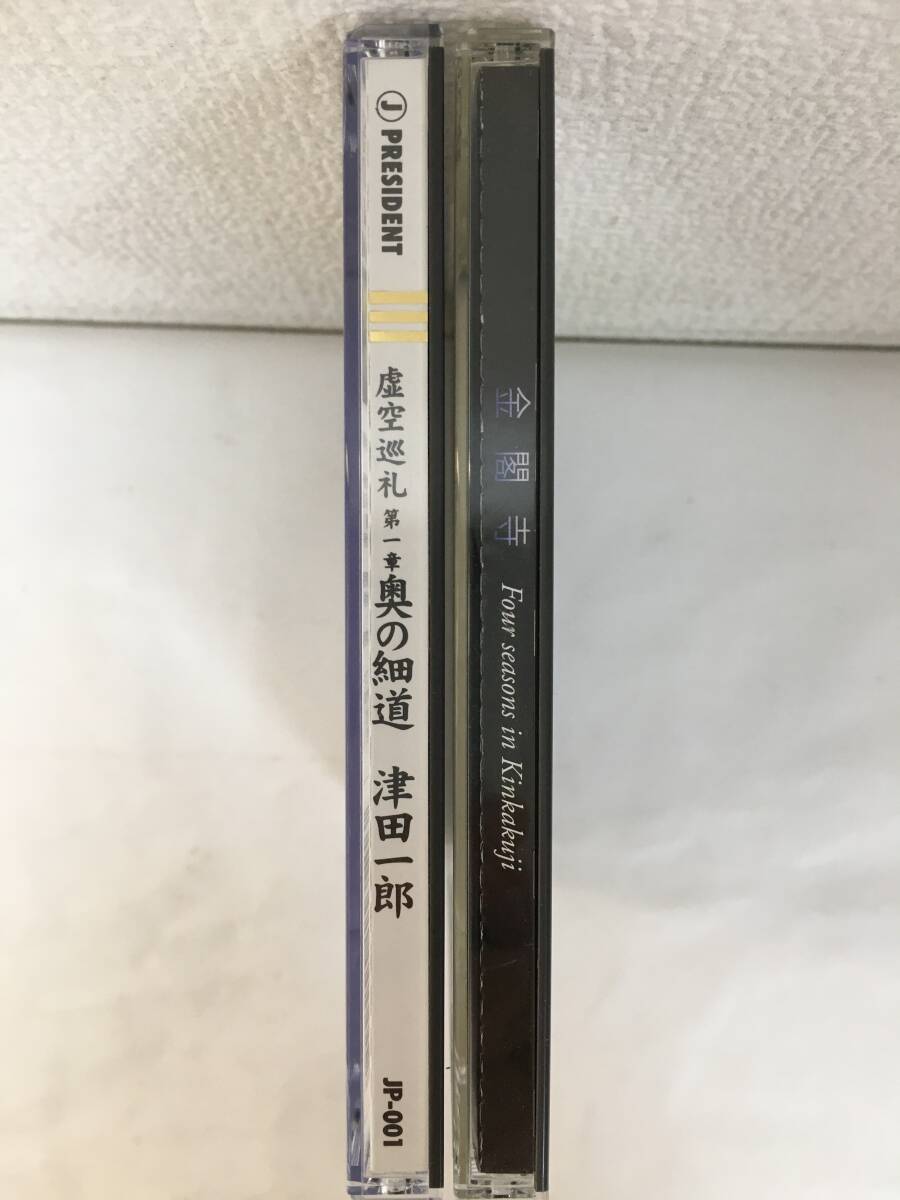 Ⓙ PRESIDENT 虚空巡礼 第一章 奥の細道 津田一郎 JP-001
金閣寺 Four seasons in Kinkakuji